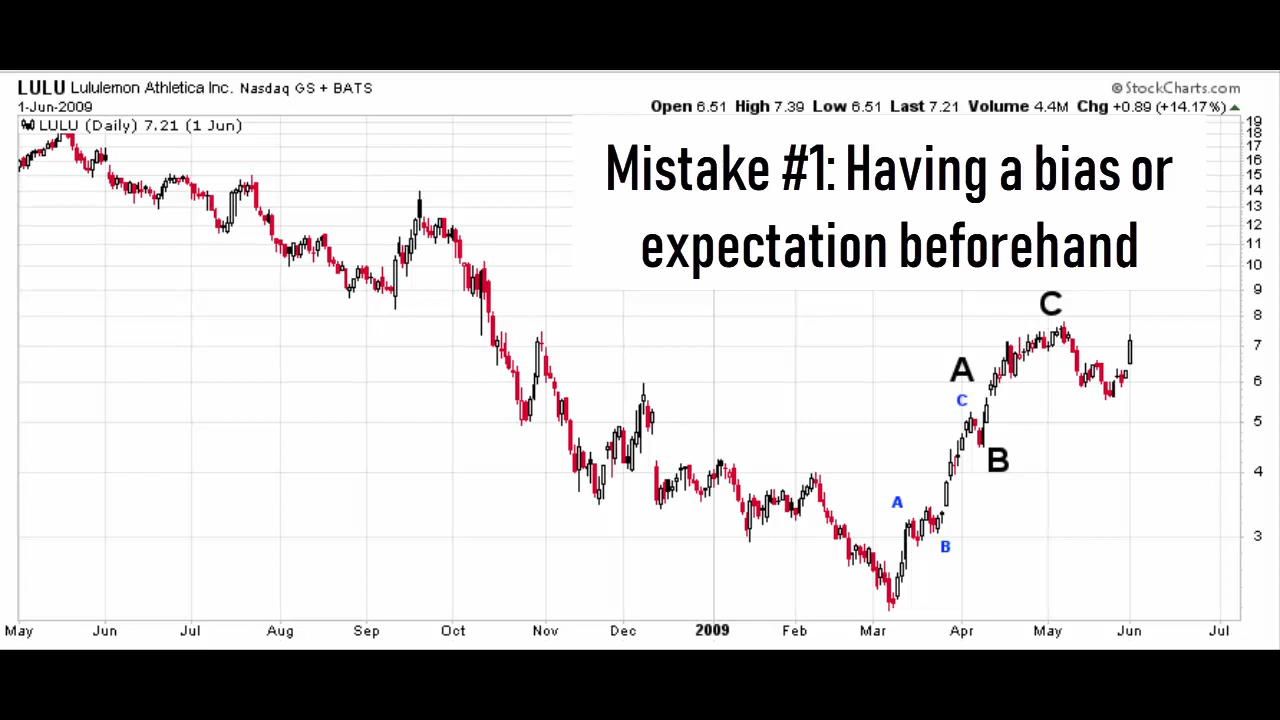 LULU Lululemon Athletica Inc. Nasdaq GS + BATS
© StockCharts.com
1-Jun-2009
Open 6.51 High 7.39 Low 6.51 Last 7.21 Volume 4.4M Chg +0.89 (+14.17%)
LULU (Daily) 7.21 (1 Jun)
Mistake #1: Having a bias or
expectation beforehand
19
18
17
16
15
14
13
12
11
10
9
8
7
6
5
4
3
C
A
C
B
A
B
May Jun Jul Aug Sep Oct Nov Dec 2009 Feb Mar Apr May Jun Jul